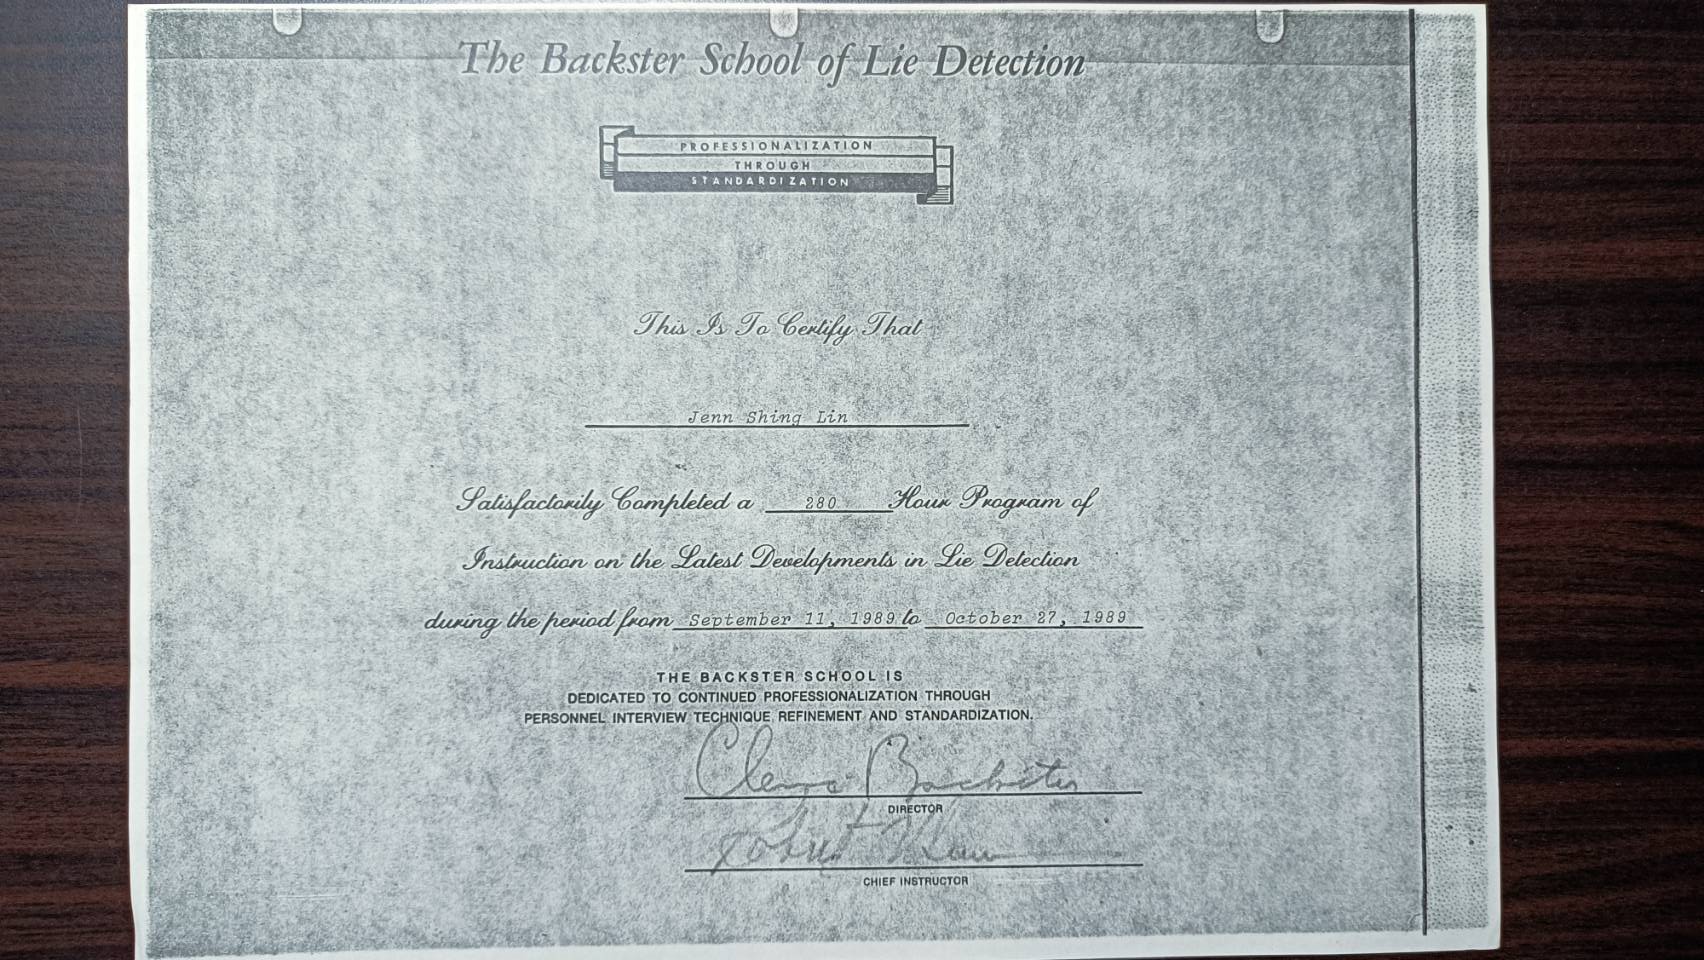 The Backster School of Lie Detection
PROFESSIONALIZATION
THROUGH
STANDARDIZATION
This Is To Certify That
Jenn Shing Lin
Satisfactorily Completed a 280 Hour Program of
Instruction on the Latest Developments in Lie Detection
during the period from September 11, 1989 to October 27, 1989
THE BACKSTER SCHOOL IS
DEDICATED TO CONTINUED PROFESSIONALIZATION THROUGH
PERSONNEL INTERVIEW TECHNIQUE, REFINEMENT AND STANDARDIZATION.
Cleve Backster
DIRECTOR
Robert
CHIEF INSTRUCTOR